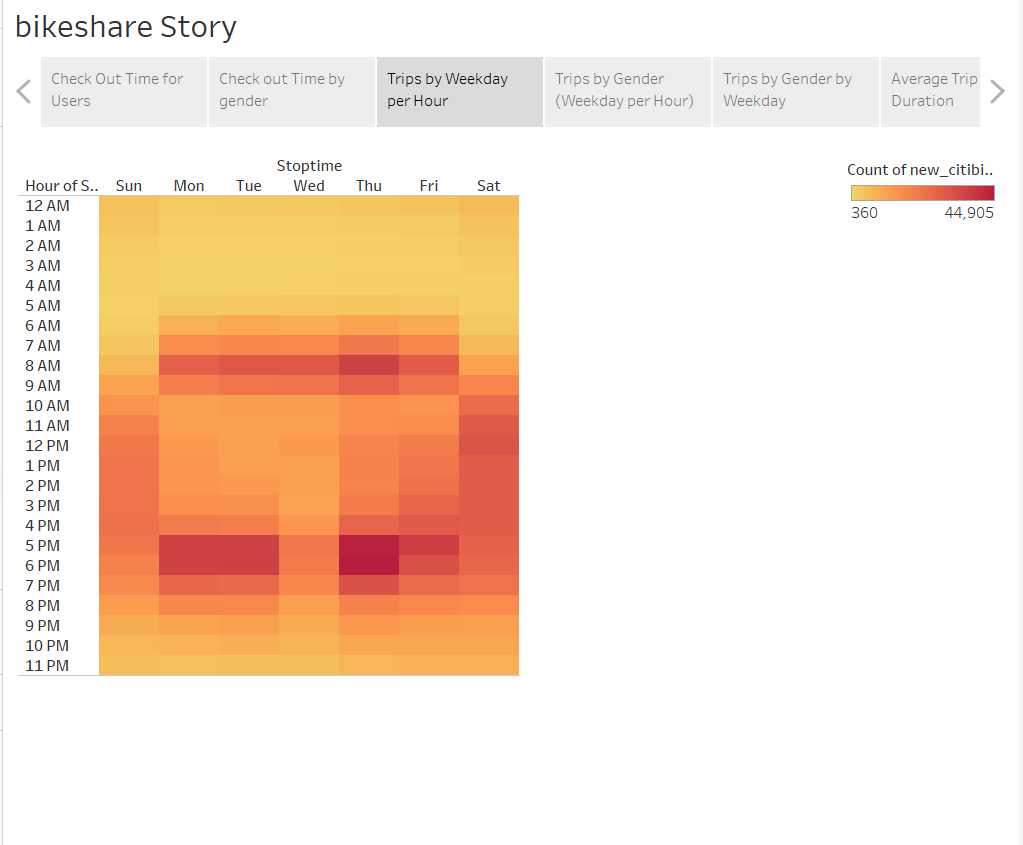 bikeshare Story
Check Out Time for
Users
Check out Time by
gender
Trips by Weekday
per Hour
Trips by Gender
(Weekday per Hour)
Trips by Gender by
Weekday
Average Trip
Duration
Stoptime
Hour of S.. Sun Mon Tue Wed Thu Fri Sat
12 AM
1 AM
2 AM
3 AM
4 AM
5 AM
6 AM
7 AM
8 AM
9 AM
10 AM
11 AM
12 PM
1 PM
2 PM
3 PM
4 PM
5 PM
6 PM
7 PM
8 PM
9 PM
10 PM
11 PM
Count of new_citibi..
360 44,905